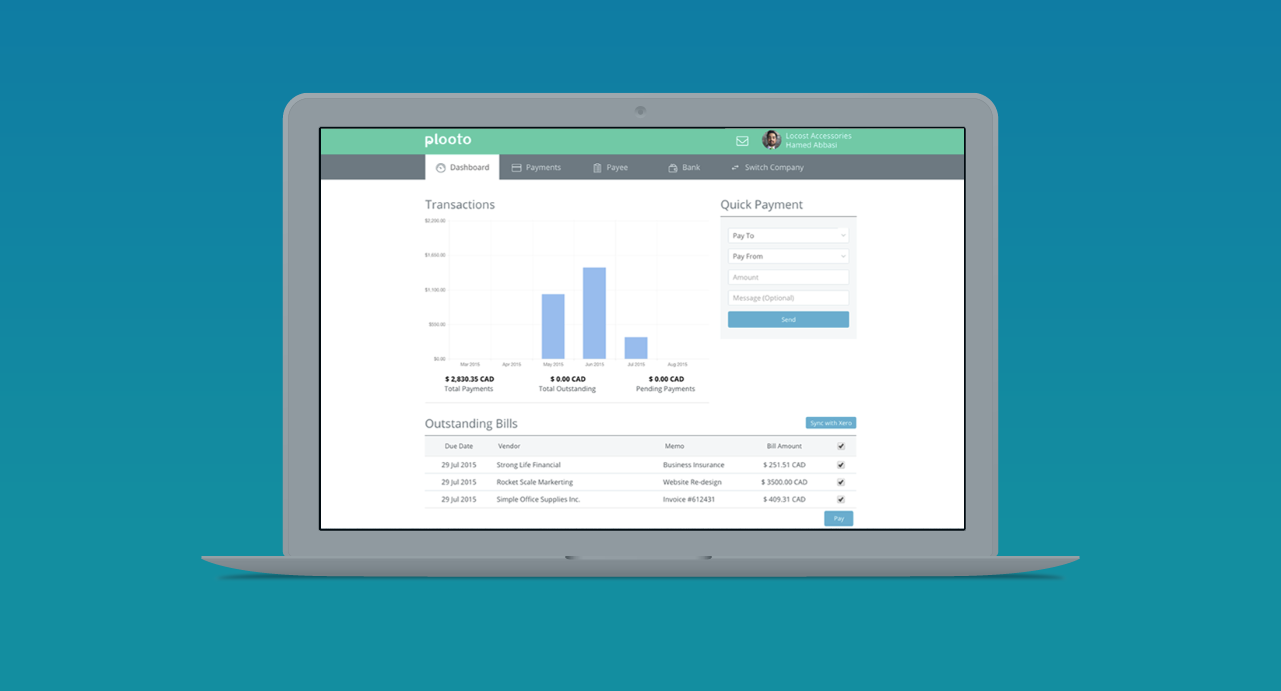 plooto
Locost Accessories
Hamed Abbasi
Dashboard Payments Payee Bank Switch Company
Transactions
$2,200.00
$1,650.00
$1,100.00
$550.00
$0.00
Mar-2015 Apr-2015 May 2015 Jun 2015 Jul 2015 Aug 2015
$ 2,830.35 CAD $ 0.00 CAD $ 0.00 CAD
Total Payments Total Outstanding Pending Payments
Quick Payment
Pay To
Pay From
Amount
Message (Optional)
Send
Outstanding Bills
Sync with Xero
Due Date Vendor Memo Bill Amount
29 Jul 2015 Strong Life Financial Business Insurance $ 251.51 CAD
29 Jul 2015 Rocket Scale Markerting Website Re-design $ 3500.00 CAD
29 Jul 2015 Simple Office Supplies Inc. Invoice #612431 $ 409.31 CAD
Pay